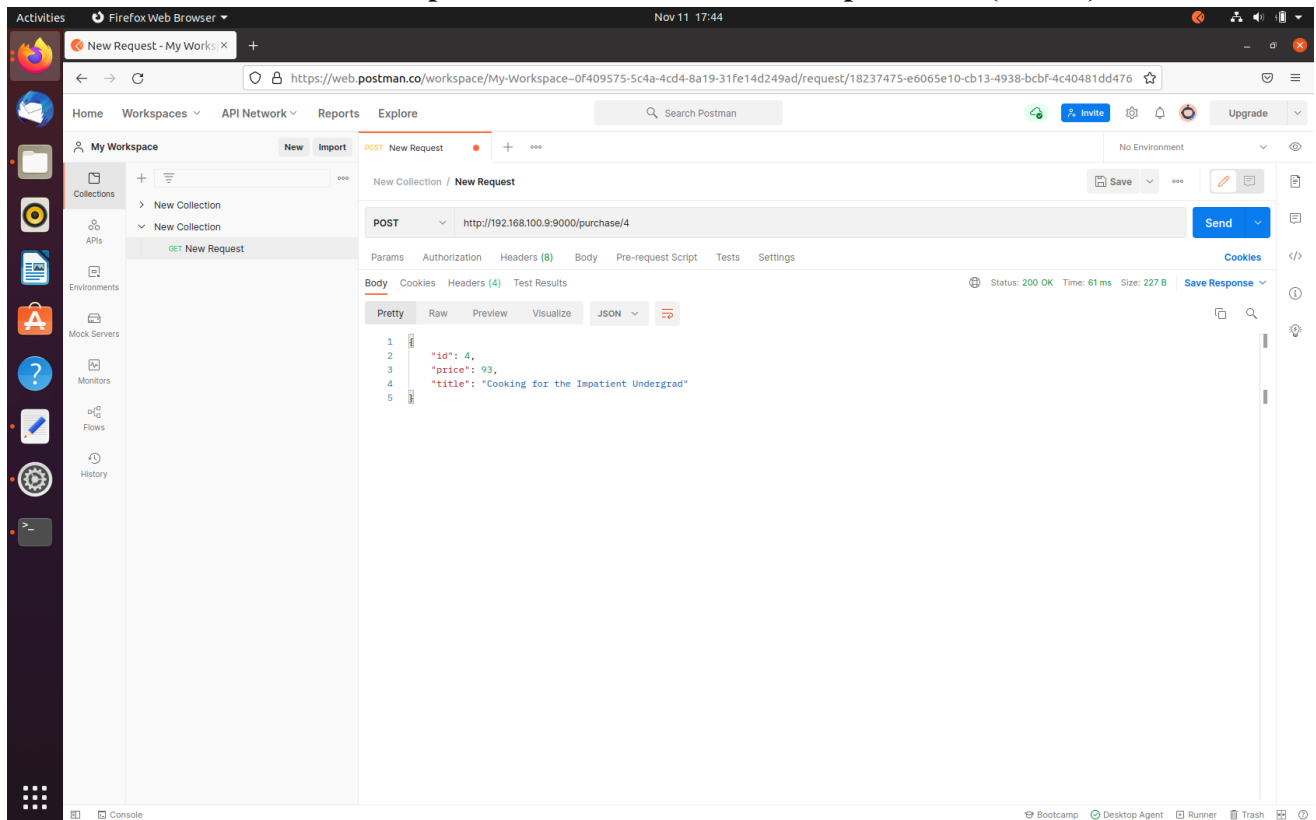 Activities Firefox Web Browser Nov 11 17:44
New Request - My Works
https://web.postman.co/workspace/My-Workspace~0f409575-5c4a-4cd4-8a19-31fe14d249ad/request/18237475-e6065e10-cb13-4938-bcbf-4c40481dd476
Home Workspaces API Network Reports Explore Search Postman Invite Upgrade
My Workspace New Import POST New Request No Environment
Collections
APIs
Environments
Mock Servers
Monitors
Flows
History
New Collection
New Collection
GET New Request
New Collection / New Request Save
POST http://192.168.100.9:9000/purchase/4 Send
Params Authorization Headers (8) Body Pre-request Script Tests Settings Cookies
Body Cookies Headers (4) Test Results Status: 200 OK Time: 61 ms Size: 227 B Save Response
Pretty Raw Preview Visualize JSON
1 {
2 "id": 4,
3 "price": 93,
4 "title": "Cooking for the Impatient Undergrad"
5 }
Console Bootcamp Desktop Agent Runner Trash